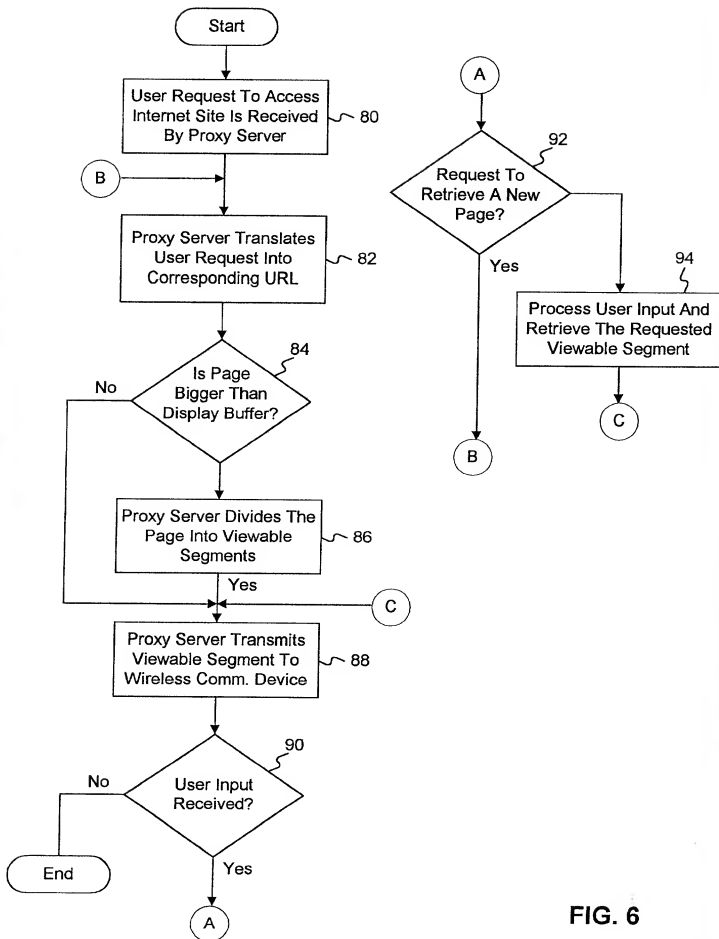 Start
User Request To Access
Internet Site Is Received
By Proxy Server
80
B
Proxy Server Translates
User Request Into
Corresponding URL
82
84
Is Page
Bigger Than
Display Buffer?
No
Proxy Server Divides The
Page Into Viewable
Segments
86
Yes
C
Proxy Server Transmits
Viewable Segment To
Wireless Comm. Device
88
90
User Input
Received?
No
End
Yes
A
A
92
Request To
Retrieve A New
Page?
Yes
94
Process User Input And
Retrieve The Requested
Viewable Segment
C
B
FIG. 6